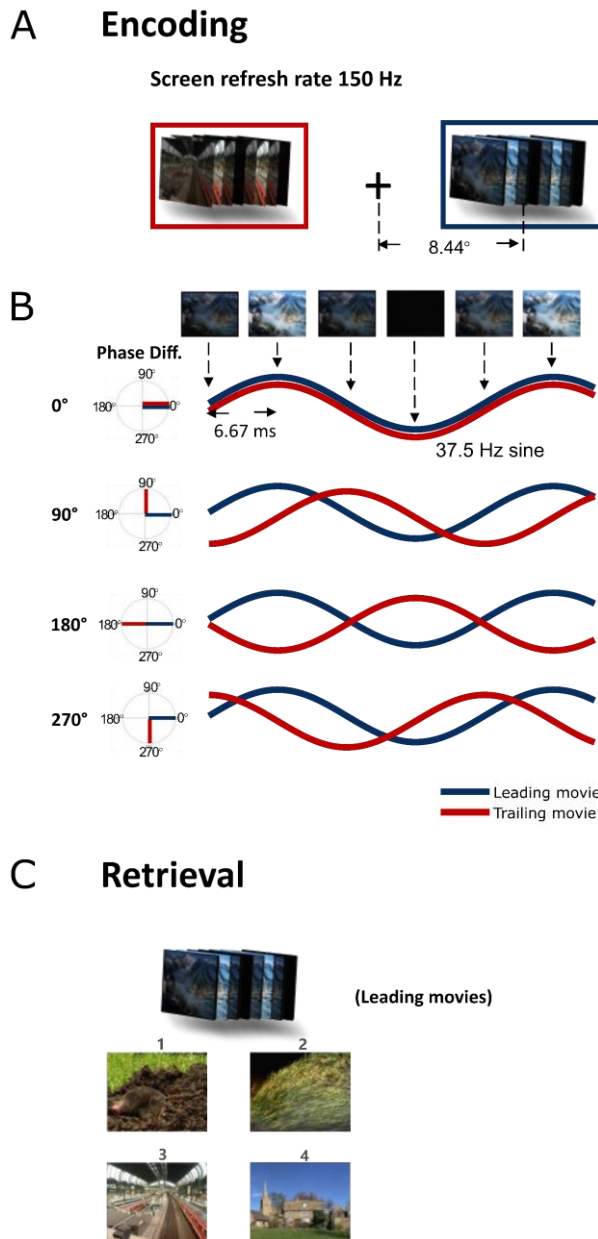 A Encoding
Screen refresh rate 150 Hz
8.44°
B
Phase Diff.
90°
0° 180° 0°
270°
6.67 ms
37.5 Hz sine
90°
90° 180° 0°
270°
90°
180° 180° 0°
270°
90°
270° 180° 0°
270°
Leading movie
Trailing movie
C Retrieval
(Leading movies)
1 2
3 4